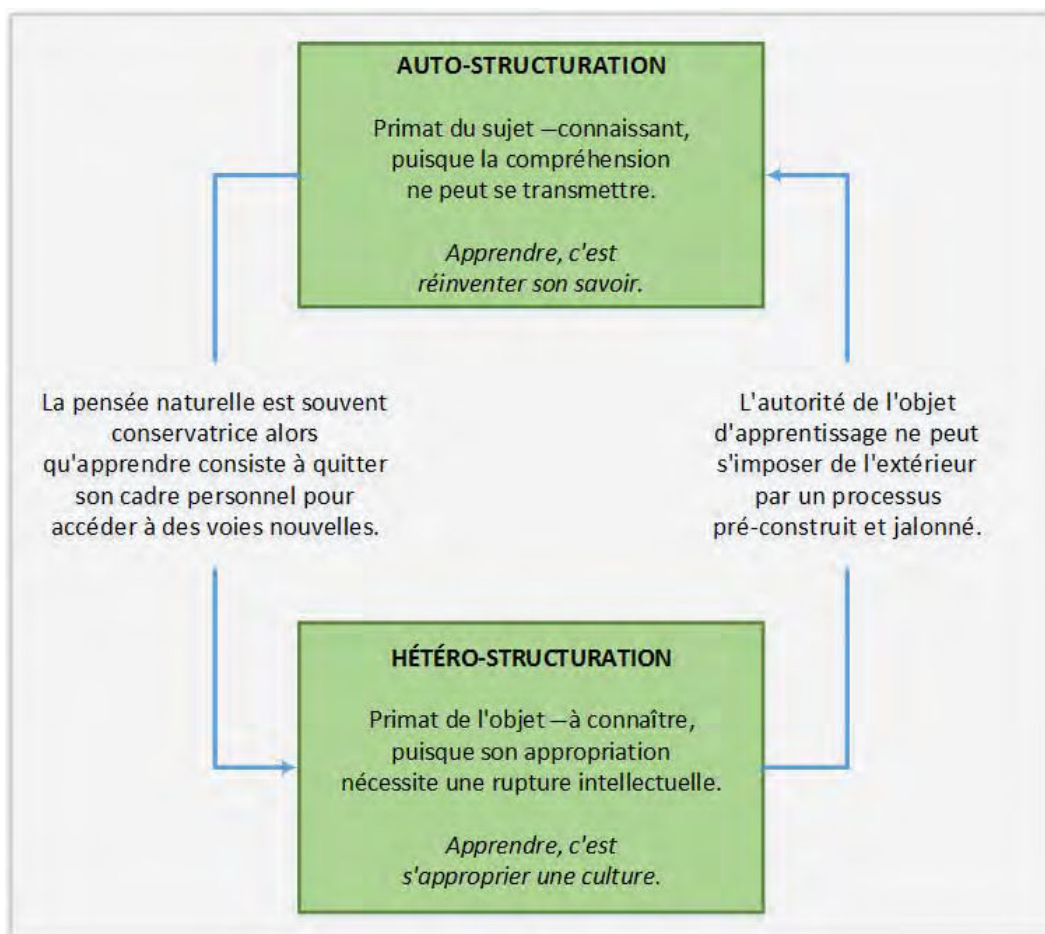 AUTO-STRUCTURATION
Primat du sujet —connaissant,
puisque la compréhension
ne peut se transmettre.
Apprendre, c'est
réinventer son savoir.
La pensée naturelle est souvent
conservatrice alors
qu'apprendre consiste à quitter
son cadre personnel pour
accéder à des voies nouvelles.
L'autorité de l'objet
d'apprentissage ne peut
s'imposer de l'extérieur
par un processus
pré-construit et jalonné.
HÉTÉRO-STRUCTURATION
Primat de l'objet —à connaître,
puisque son appropriation
nécessite une rupture intellectuelle.
Apprendre, c'est
s'approprier une culture.